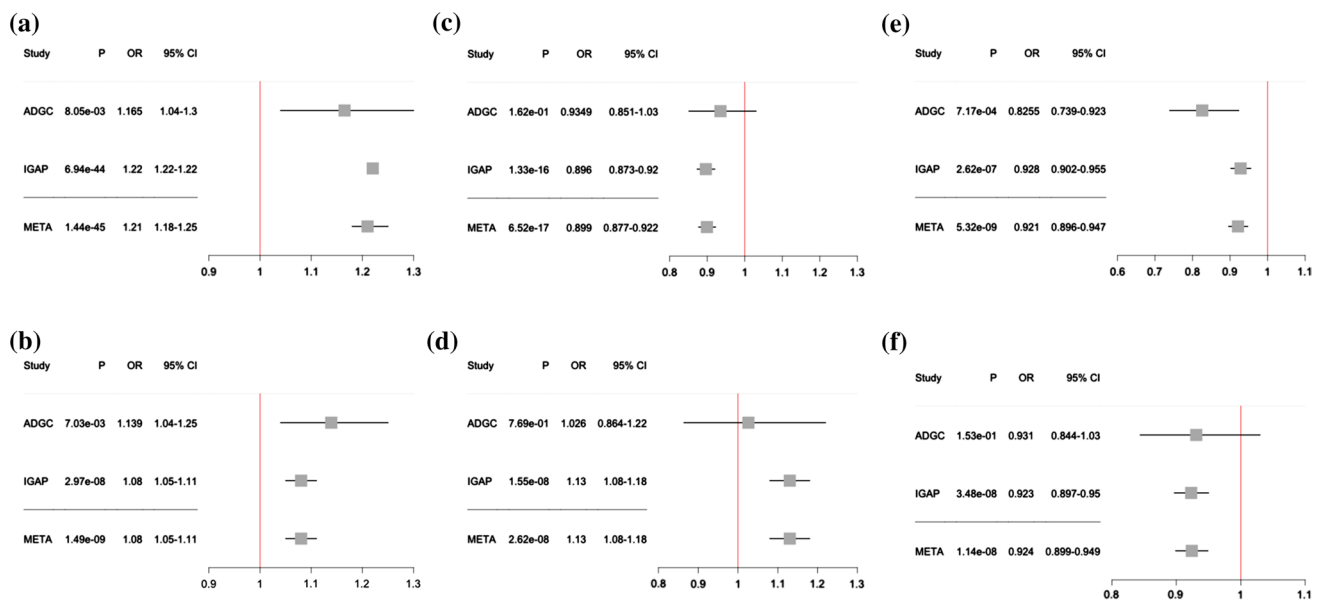 (a)
Study P OR 95% CI
ADGC 8.05e-03 1.165 1.04-1.3
IGAP 6.94e-44 1.22 1.22-1.22
META 1.44e-45 1.21 1.18-1.25
0.9 1 1.1 1.2 1.3
(c)
Study P OR 95% CI
ADGC 1.62e-01 0.9349 0.851-1.03
IGAP 1.33e-16 0.896 0.873-0.92
META 6.52e-17 0.899 0.877-0.922
0.8 0.9 1 1.1 1.2 1.3
(e)
Study P OR 95% CI
ADGC 7.17e-04 0.8255 0.739-0.923
IGAP 2.62e-07 0.928 0.902-0.955
META 5.32e-09 0.921 0.896-0.947
0.6 0.7 0.8 0.9 1 1.1
(b)
Study P OR 95% CI
ADGC 7.03e-03 1.139 1.04-1.25
IGAP 2.97e-08 1.08 1.05-1.11
META 1.49e-09 1.08 1.05-1.11
0.9 1 1.1 1.2 1.3
(d)
Study P OR 95% CI
ADGC 7.69e-01 1.026 0.864-1.22
IGAP 1.55e-08 1.13 1.08-1.18
META 2.62e-08 1.13 1.08-1.18
0.8 0.9 1 1.1 1.2 1.3
(f)
Study P OR 95% CI
ADGC 1.53e-01 0.931 0.844-1.03
IGAP 3.48e-08 0.923 0.897-0.95
META 1.14e-08 0.924 0.899-0.949
0.8 0.9 1 1.1